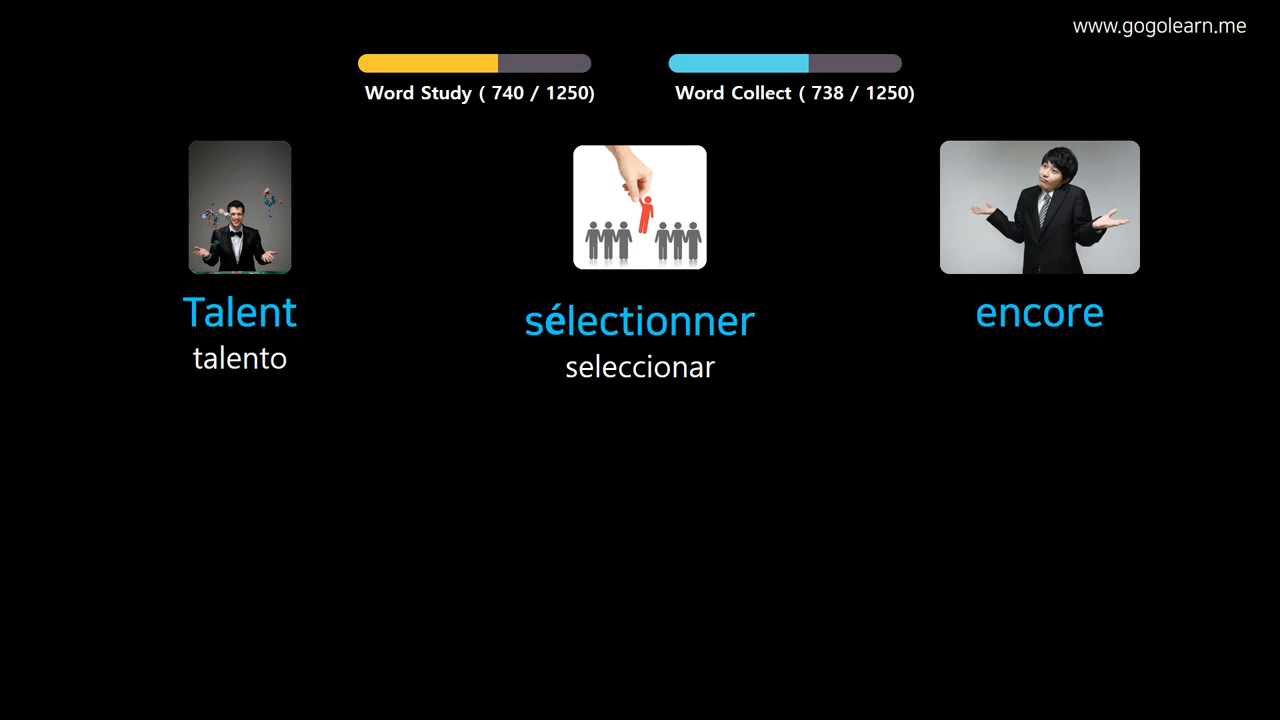 www.gogolearn.me
Word Study ( 740 / 1250)
Word Collect ( 738 / 1250)
Talent
talento
sélectionner
seleccionar
encore